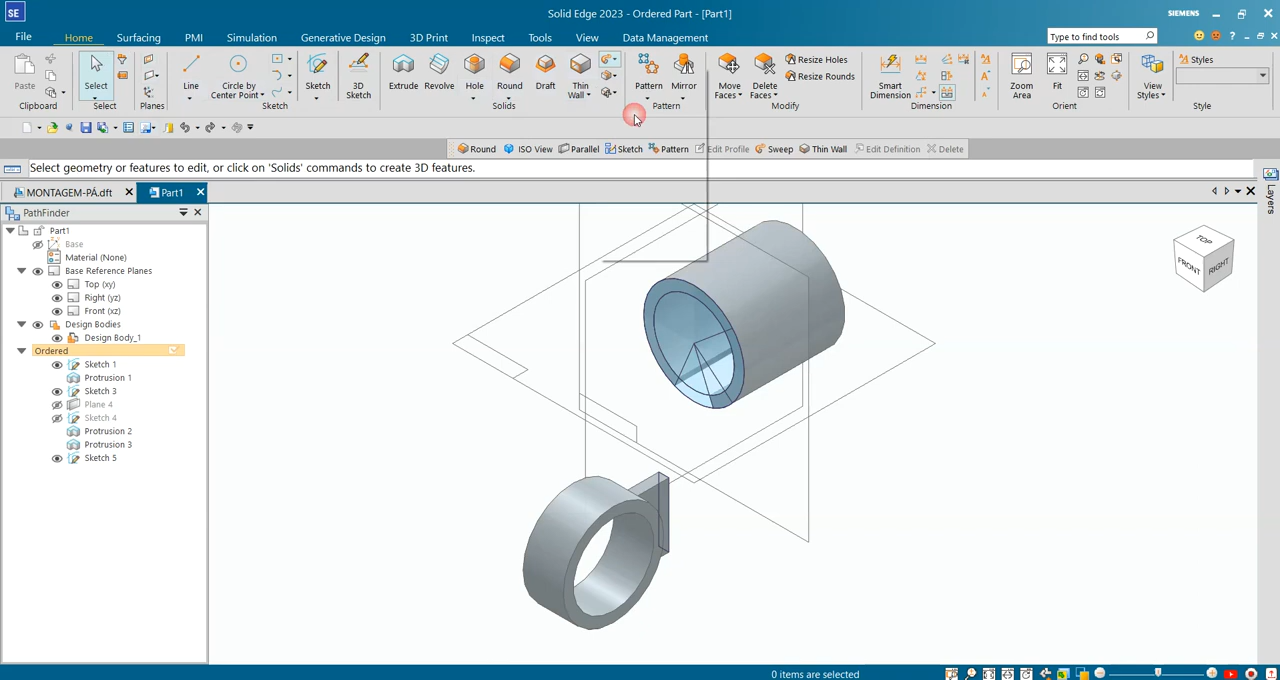 SE
Solid Edge 2023 - Ordered Part - [Part1]
SIEMENS
File Home Surfacing PMI Simulation Generative Design 3D Print Inspect Tools View Data Management
Type to find tools
Paste
Clipboard
Select
Select
Planes
Line
Circle by Center Point
Sketch
Sketch
3D Sketch
Extrude
Revolve
Hole
Round
Draft
Thin Wall
Solids
Pattern
Mirror
Pattern
Move Faces
Delete Faces
Resize Holes
Resize Rounds
Modify
Smart Dimension
Dimension
Zoom Area
Fit
Orient
View Styles
Styles
Style
Round ISO View Parallel Sketch Pattern Edit Profile Sweep Thin Wall Edit Definition Delete
Select geometry or features to edit, or click on 'Solids' commands to create 3D features.
MONTAGEM-PÁ.dft
Part1
PathFinder
Part1
Base
Material (None)
Base Reference Planes
Top (xy)
Right (yz)
Front (xz)
Design Bodies
Design Body_1
Ordered
Sketch 1
Protrusion 1
Sketch 3
Plane 4
Sketch 4
Protrusion 2
Protrusion 3
Sketch 5
TOP
FRONT
RIGHT
Layers
0 items are selected